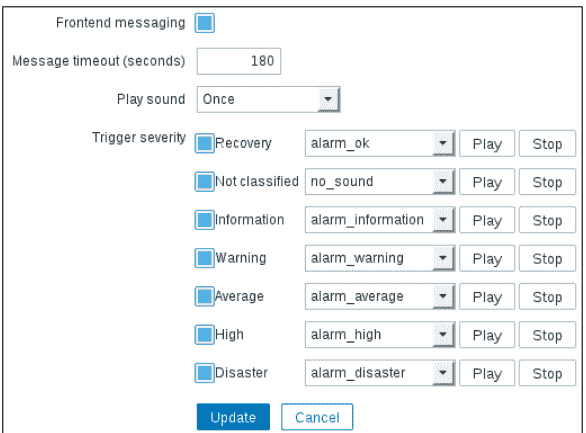 Frontend messaging
Message timeout (seconds) 180
Play sound Once
Trigger severity Recovery alarm_ok Play Stop
Not classified no_sound Play Stop
Information alarm_information Play Stop
Warning alarm_warning Play Stop
Average alarm_average Play Stop
High alarm_high Play Stop
Disaster alarm_disaster Play Stop
Update Cancel